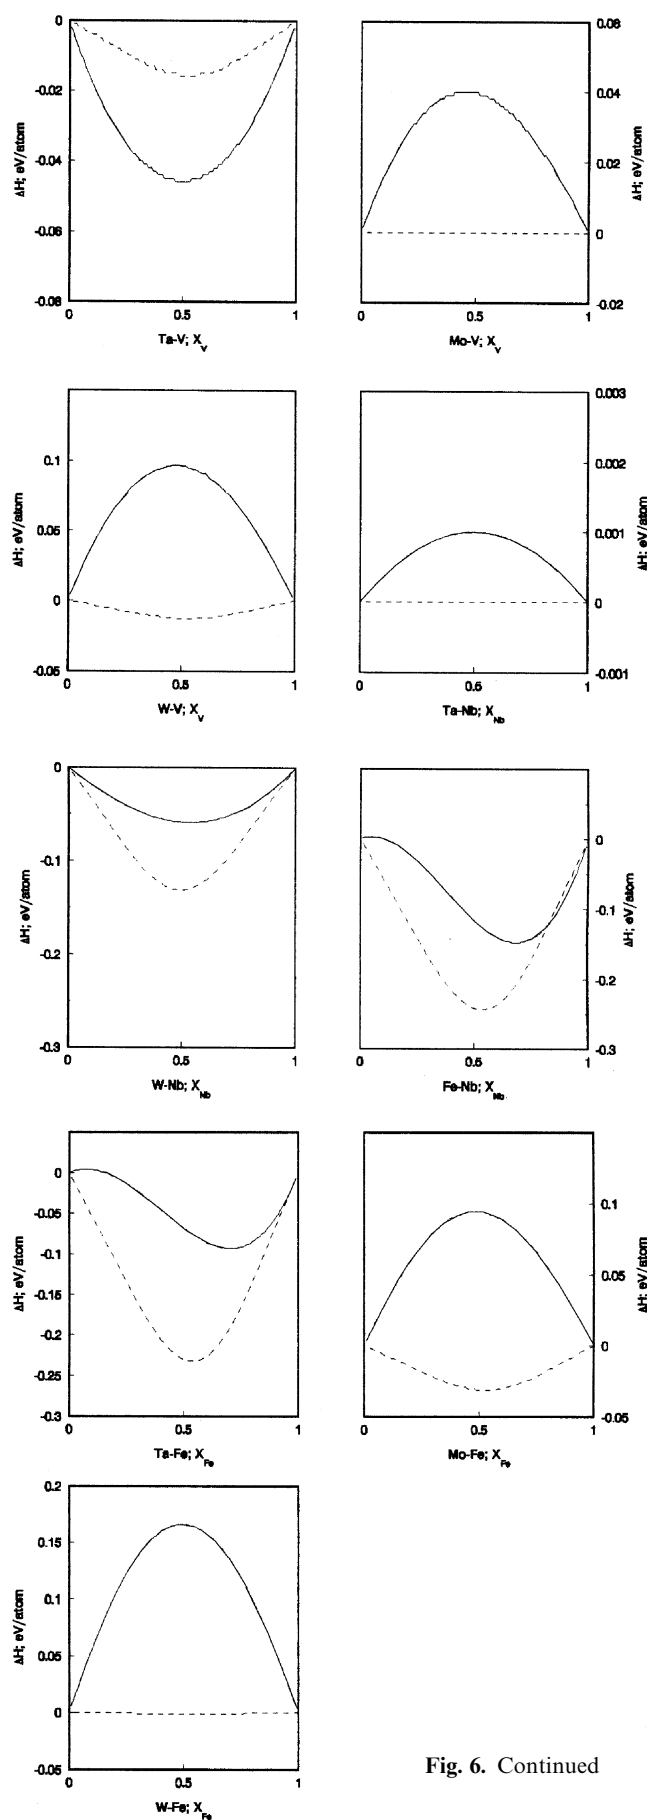 0
-0.02
-0.04
-0.06
-0.08
ΔH; eV/atom
0 0.5 1
Ta-V; X_V
0.06
0.04
0.02
0
-0.02
ΔH; eV/atom
0 0.5 1
Mo-V; X_V
0.1
0.05
0
-0.05
ΔH; eV/atom
0 0.5 1
W-V; X_V
0.003
0.002
0.001
0
-0.001
ΔH; eV/atom
0 0.5 1
Ta-Nb; X_Nb
0
-0.1
-0.2
-0.3
ΔH; eV/atom
0 0.5 1
W-Nb; X_Nb
0
-0.1
-0.2
-0.3
ΔH; eV/atom
0 0.5 1
Fe-Nb; X_Nb
0
-0.05
-0.1
-0.15
-0.2
-0.25
-0.3
ΔH; eV/atom
0 0.5 1
Ta-Fe; X_Fe
0.1
0.05
0
-0.05
ΔH; eV/atom
0 0.5 1
Mo-Fe; X_Fe
0.2
0.15
0.1
0.05
0
-0.05
ΔH; eV/atom
0 0.5 1
W-Fe; X_Fe
Fig. 6. Continued